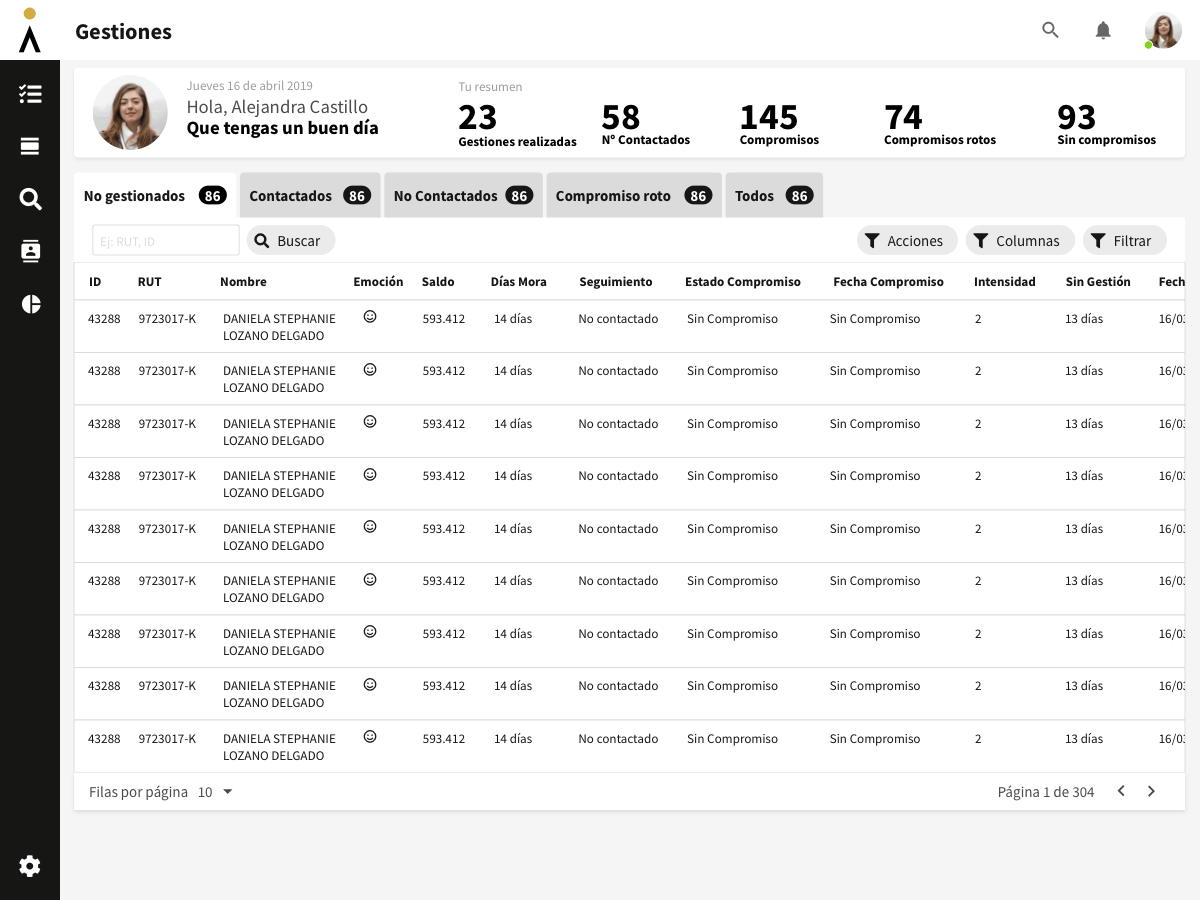 Gestiones
Jueves 16 de abril 2019
Hola, Alejandra Castillo
Que tengas un buen día
Tu resumen
23 58 145 74 93
Gestiones realizadas Nº Contactados Compromisos Compromisos rotos Sin compromisos
No gestionados 86 Contactados 86 No Contactados 86 Compromiso roto 86 Todos 86
Ej: RUT, ID Buscar Acciones Columnas Filtrar
ID RUT Nombre Emoción Saldo Días Mora Seguimiento Estado Compromiso Fecha Compromiso Intensidad Sin Gestión Fech
43288 9723017-K DANIELA STEPHANIE 593.412 14 días No contactado Sin Compromiso Sin Compromiso 2 13 días 16/03
LOZANO DELGADO
43288 9723017-K DANIELA STEPHANIE 593.412 14 días No contactado Sin Compromiso Sin Compromiso 2 13 días 16/03
LOZANO DELGADO
43288 9723017-K DANIELA STEPHANIE 593.412 14 días No contactado Sin Compromiso Sin Compromiso 2 13 días 16/03
LOZANO DELGADO
43288 9723017-K DANIELA STEPHANIE 593.412 14 días No contactado Sin Compromiso Sin Compromiso 2 13 días 16/03
LOZANO DELGADO
43288 9723017-K DANIELA STEPHANIE 593.412 14 días No contactado Sin Compromiso Sin Compromiso 2 13 días 16/03
LOZANO DELGADO
43288 9723017-K DANIELA STEPHANIE 593.412 14 días No contactado Sin Compromiso Sin Compromiso 2 13 días 16/03
LOZANO DELGADO
43288 9723017-K DANIELA STEPHANIE 593.412 14 días No contactado Sin Compromiso Sin Compromiso 2 13 días 16/03
LOZANO DELGADO
43288 9723017-K DANIELA STEPHANIE 593.412 14 días No contactado Sin Compromiso Sin Compromiso 2 13 días 16/03
LOZANO DELGADO
43288 9723017-K DANIELA STEPHANIE 593.412 14 días No contactado Sin Compromiso Sin Compromiso 2 13 días 16/03
LOZANO DELGADO
Filas por página 10 Página 1 de 304